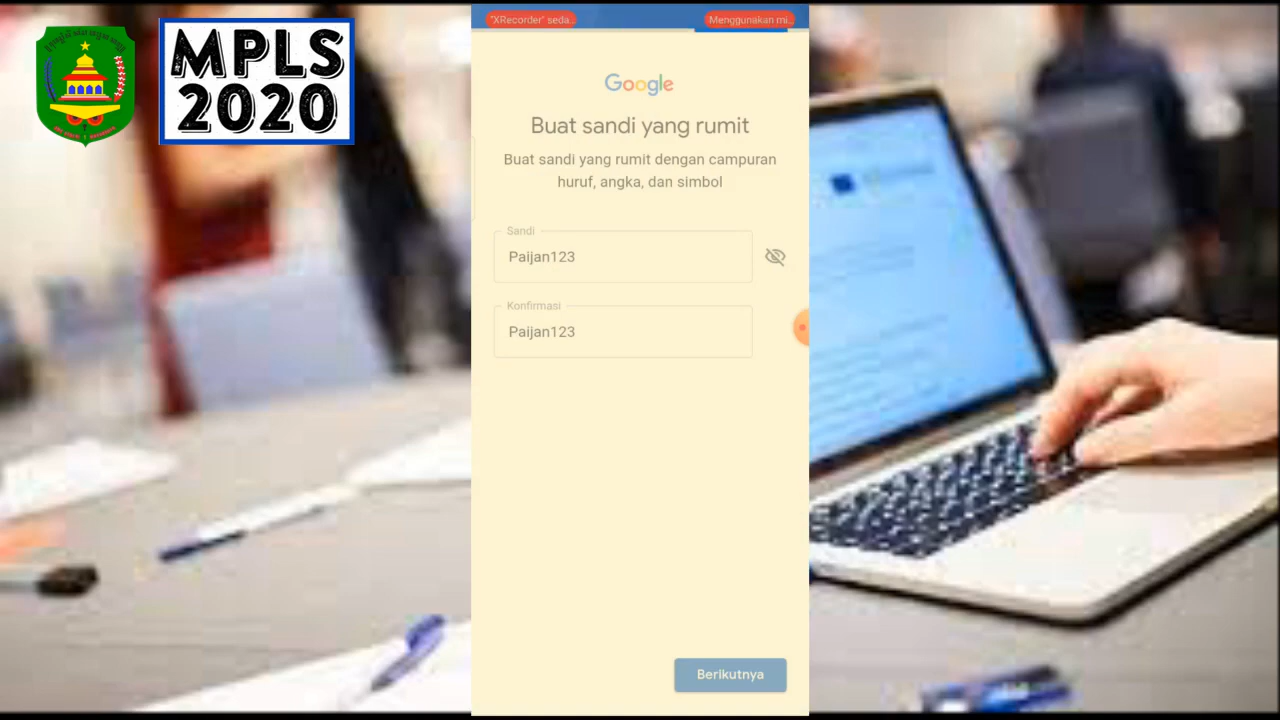 MPLS
2020
"XRecorder" seda..
Menggunakan mi..
Google
Buat sandi yang rumit
Buat sandi yang rumit dengan campuran
huruf, angka, dan simbol
Sandi
Paijan123
Konfirmasi
Paijan123
Berikutnya